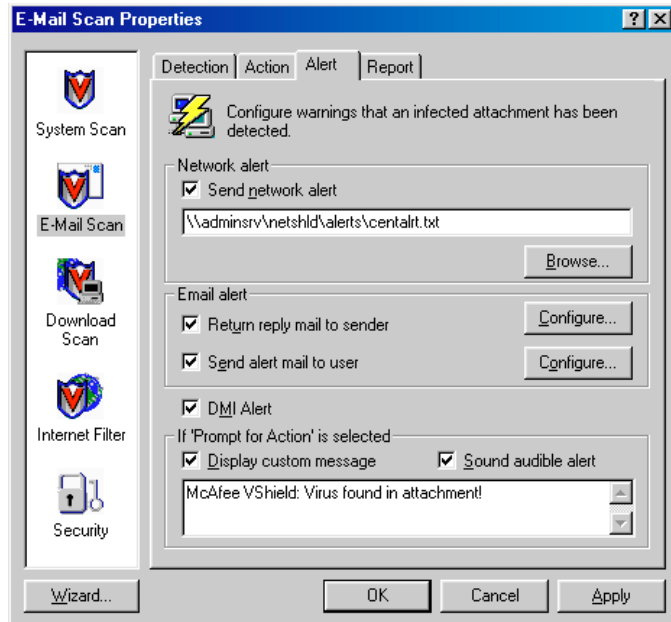 E-Mail Scan Properties
System Scan
E-Mail Scan
Download
Scan
Internet Filter
Security
Detection
Action
Alert
Report
Configure warnings that an infected attachment has been
detected.
Network alert
Send network alert
\\adminsrv\netshld\alerts\centalrt.txt
Browse...
Email alert
Return reply mail to sender
Configure...
Send alert mail to user
Configure...
DMI Alert
If 'Prompt for Action' is selected
Display custom message
Sound audible alert
McAfee VShield: Virus found in attachment!
Wizard...
OK
Cancel
Apply